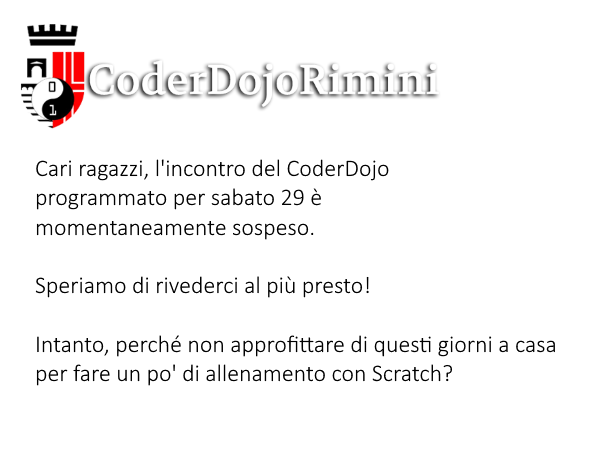 0
1
CoderDojoRimini
Cari ragazzi, l'incontro del CoderDojo
programmato per sabato 29 è
momentaneamente sospeso.
Speriamo di rivederci al più presto!
Intanto, perché non approfittare di questi giorni a casa
per fare un po' di allenamento con Scratch?